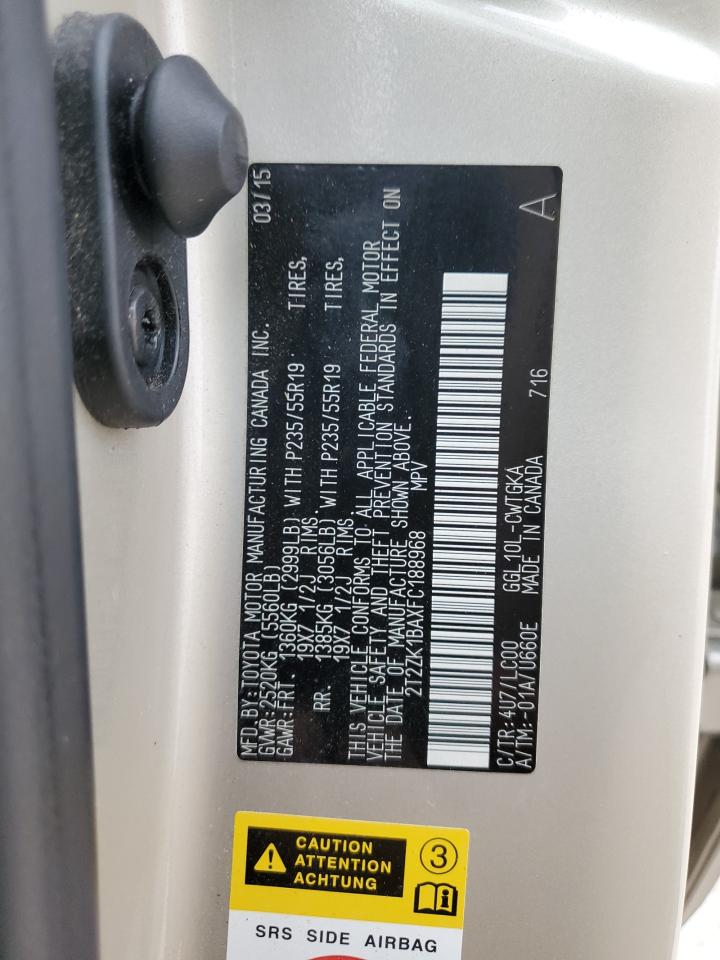 MFD.BY:TOYOTA MOTOR MANUFACTURING CANADA INC. 03/15
GVWR:2520KG (5560LB)
GAWR:FRT. 1360KG (2999LB) WITH P235/55R19 TIRES,
19X7 1/2J RIMS.
RR. 1385KG (3056LB) WITH P235/55R19 TIRES,
19X7 1/2J RIMS.
THIS VEHICLE CONFORMS TO ALL APPLICABLE FEDERAL MOTOR
VEHICLE SAFETY AND THEFT PREVENTION STANDARDS IN EFFECT ON
THE DATE OF MANUFACTURE SHOWN ABOVE.
2T2ZK1BAXFC188968 MPV
C/TR:4U7/LC00 GGL10L-CWTGKA
A/TM:-01A/U660E MADE IN CANADA 716
A
CAUTION
ATTENTION
ACHTUNG
3
SRS SIDE AIRBAG